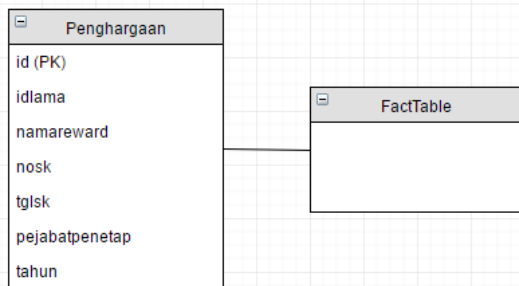 Penghargaan
id (PK)
idlama
namareward
nosk
tglsk
pejabatpenetap
tahun
FactTable